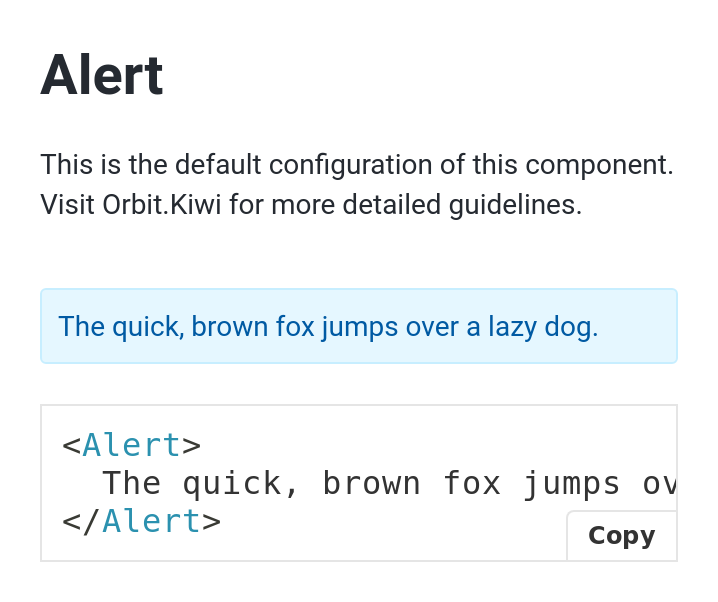 Alert
This is the default configuration of this component.
Visit Orbit.Kiwi for more detailed guidelines.
The quick, brown fox jumps over a lazy dog.
<Alert>
  The quick, brown fox jumps ov
</Alert>
Copy